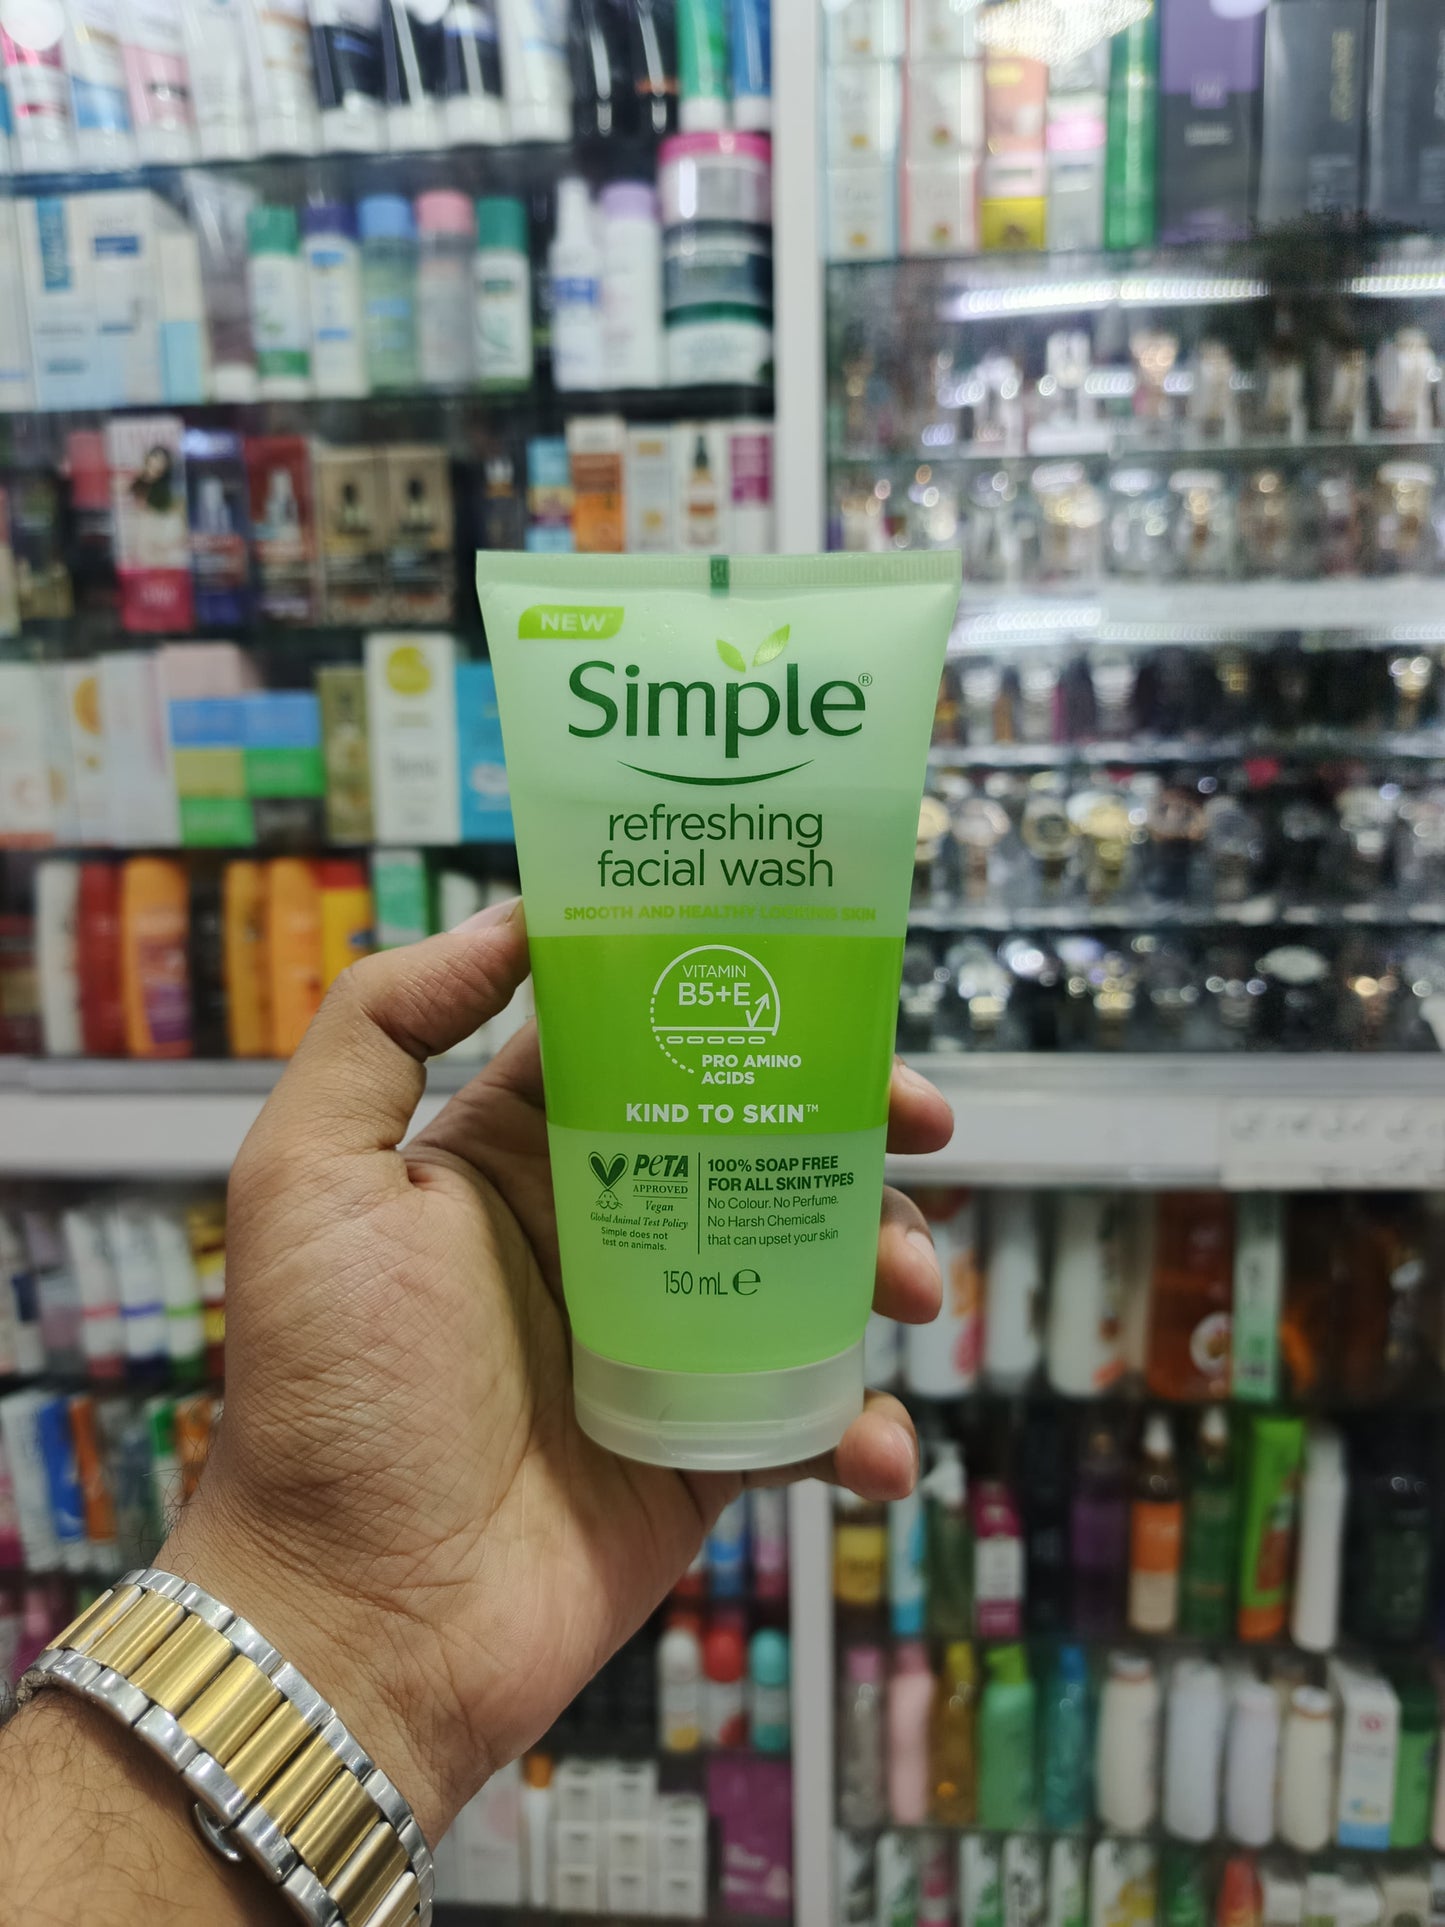 NEW
Simple®
refreshing
facial wash
SMOOTH AND HEALTHY LOOKING SKIN
VITAMIN
B5+E
PRO AMINO
ACIDS
KIND TO SKIN™
PETA
APPROVED
Vegan
Global Animal Test Policy
Simple does not
test on animals.
100% SOAP FREE
FOR ALL SKIN TYPES
No Colour. No Perfume.
No Harsh Chemicals
that can upset your skin
150 mL ℮